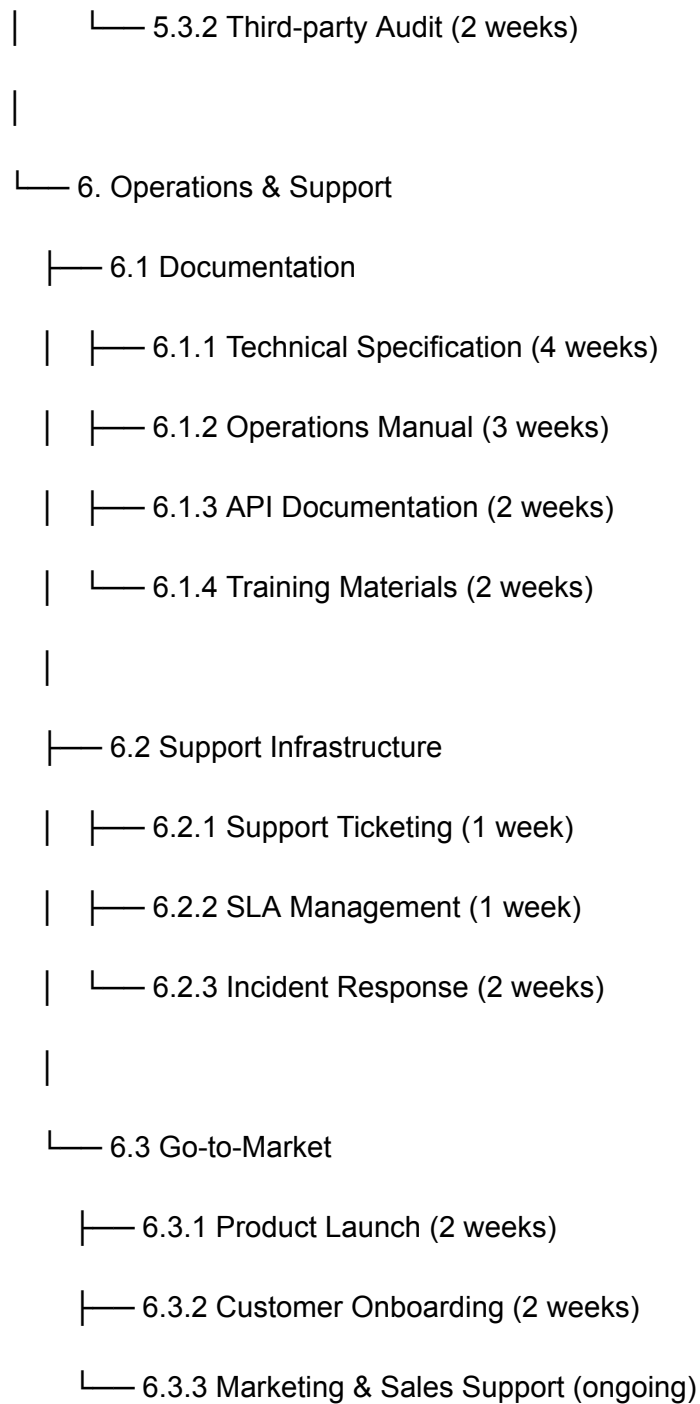 │ └── 5.3.2 Third-party Audit (2 weeks)
│
└── 6. Operations & Support
├── 6.1 Documentation
│ ├── 6.1.1 Technical Specification (4 weeks)
│ ├── 6.1.2 Operations Manual (3 weeks)
│ ├── 6.1.3 API Documentation (2 weeks)
│ └── 6.1.4 Training Materials (2 weeks)
│
├── 6.2 Support Infrastructure
│ ├── 6.2.1 Support Ticketing (1 week)
│ ├── 6.2.2 SLA Management (1 week)
│ └── 6.2.3 Incident Response (2 weeks)
│
└── 6.3 Go-to-Market
├── 6.3.1 Product Launch (2 weeks)
├── 6.3.2 Customer Onboarding (2 weeks)
└── 6.3.3 Marketing & Sales Support (ongoing)